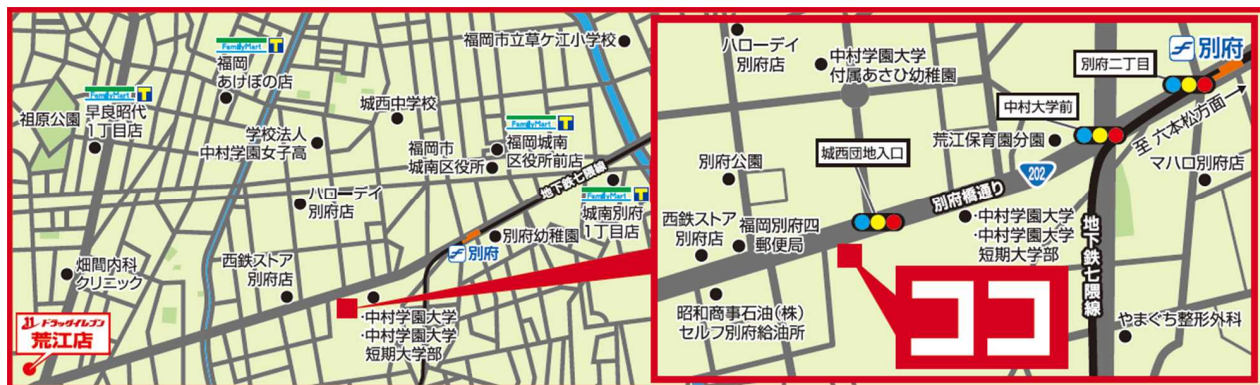 FamilyMart T
福岡
あけぼの店
福岡市立草ケ江小学校
FamilyMart T
早良昭代
1丁目店
祖原公園
城西中学校
学校法人
中村学園女子高
FamilyMart T
福岡城南
区役所前店
福岡市
城南区役所
地下鉄七隈線
ハローデイ
別府店
FamilyMart T
城南別府
1丁目店
別府幼稚園
別府
西鉄ストア
別府店
畑間内科
クリニック
・中村学園大学
・中村学園大学
短期大学部
ドラッグイレブン
荒江店
ハローデイ
別府店
中村学園大学
付属あさひ幼稚園
別府
別府二丁目
中村大学前
至 六本松方面→
荒江保育園分園
城西団地入口
マハロ別府店
別府公園
202
別府橋通り
西鉄ストア
別府店
福岡別府四
郵便局
・中村学園大学
・中村学園大学
短期大学部
地下鉄七隈線
昭和商事石油(株)
セルフ別府給油所
ココ
やまぐち整形外科